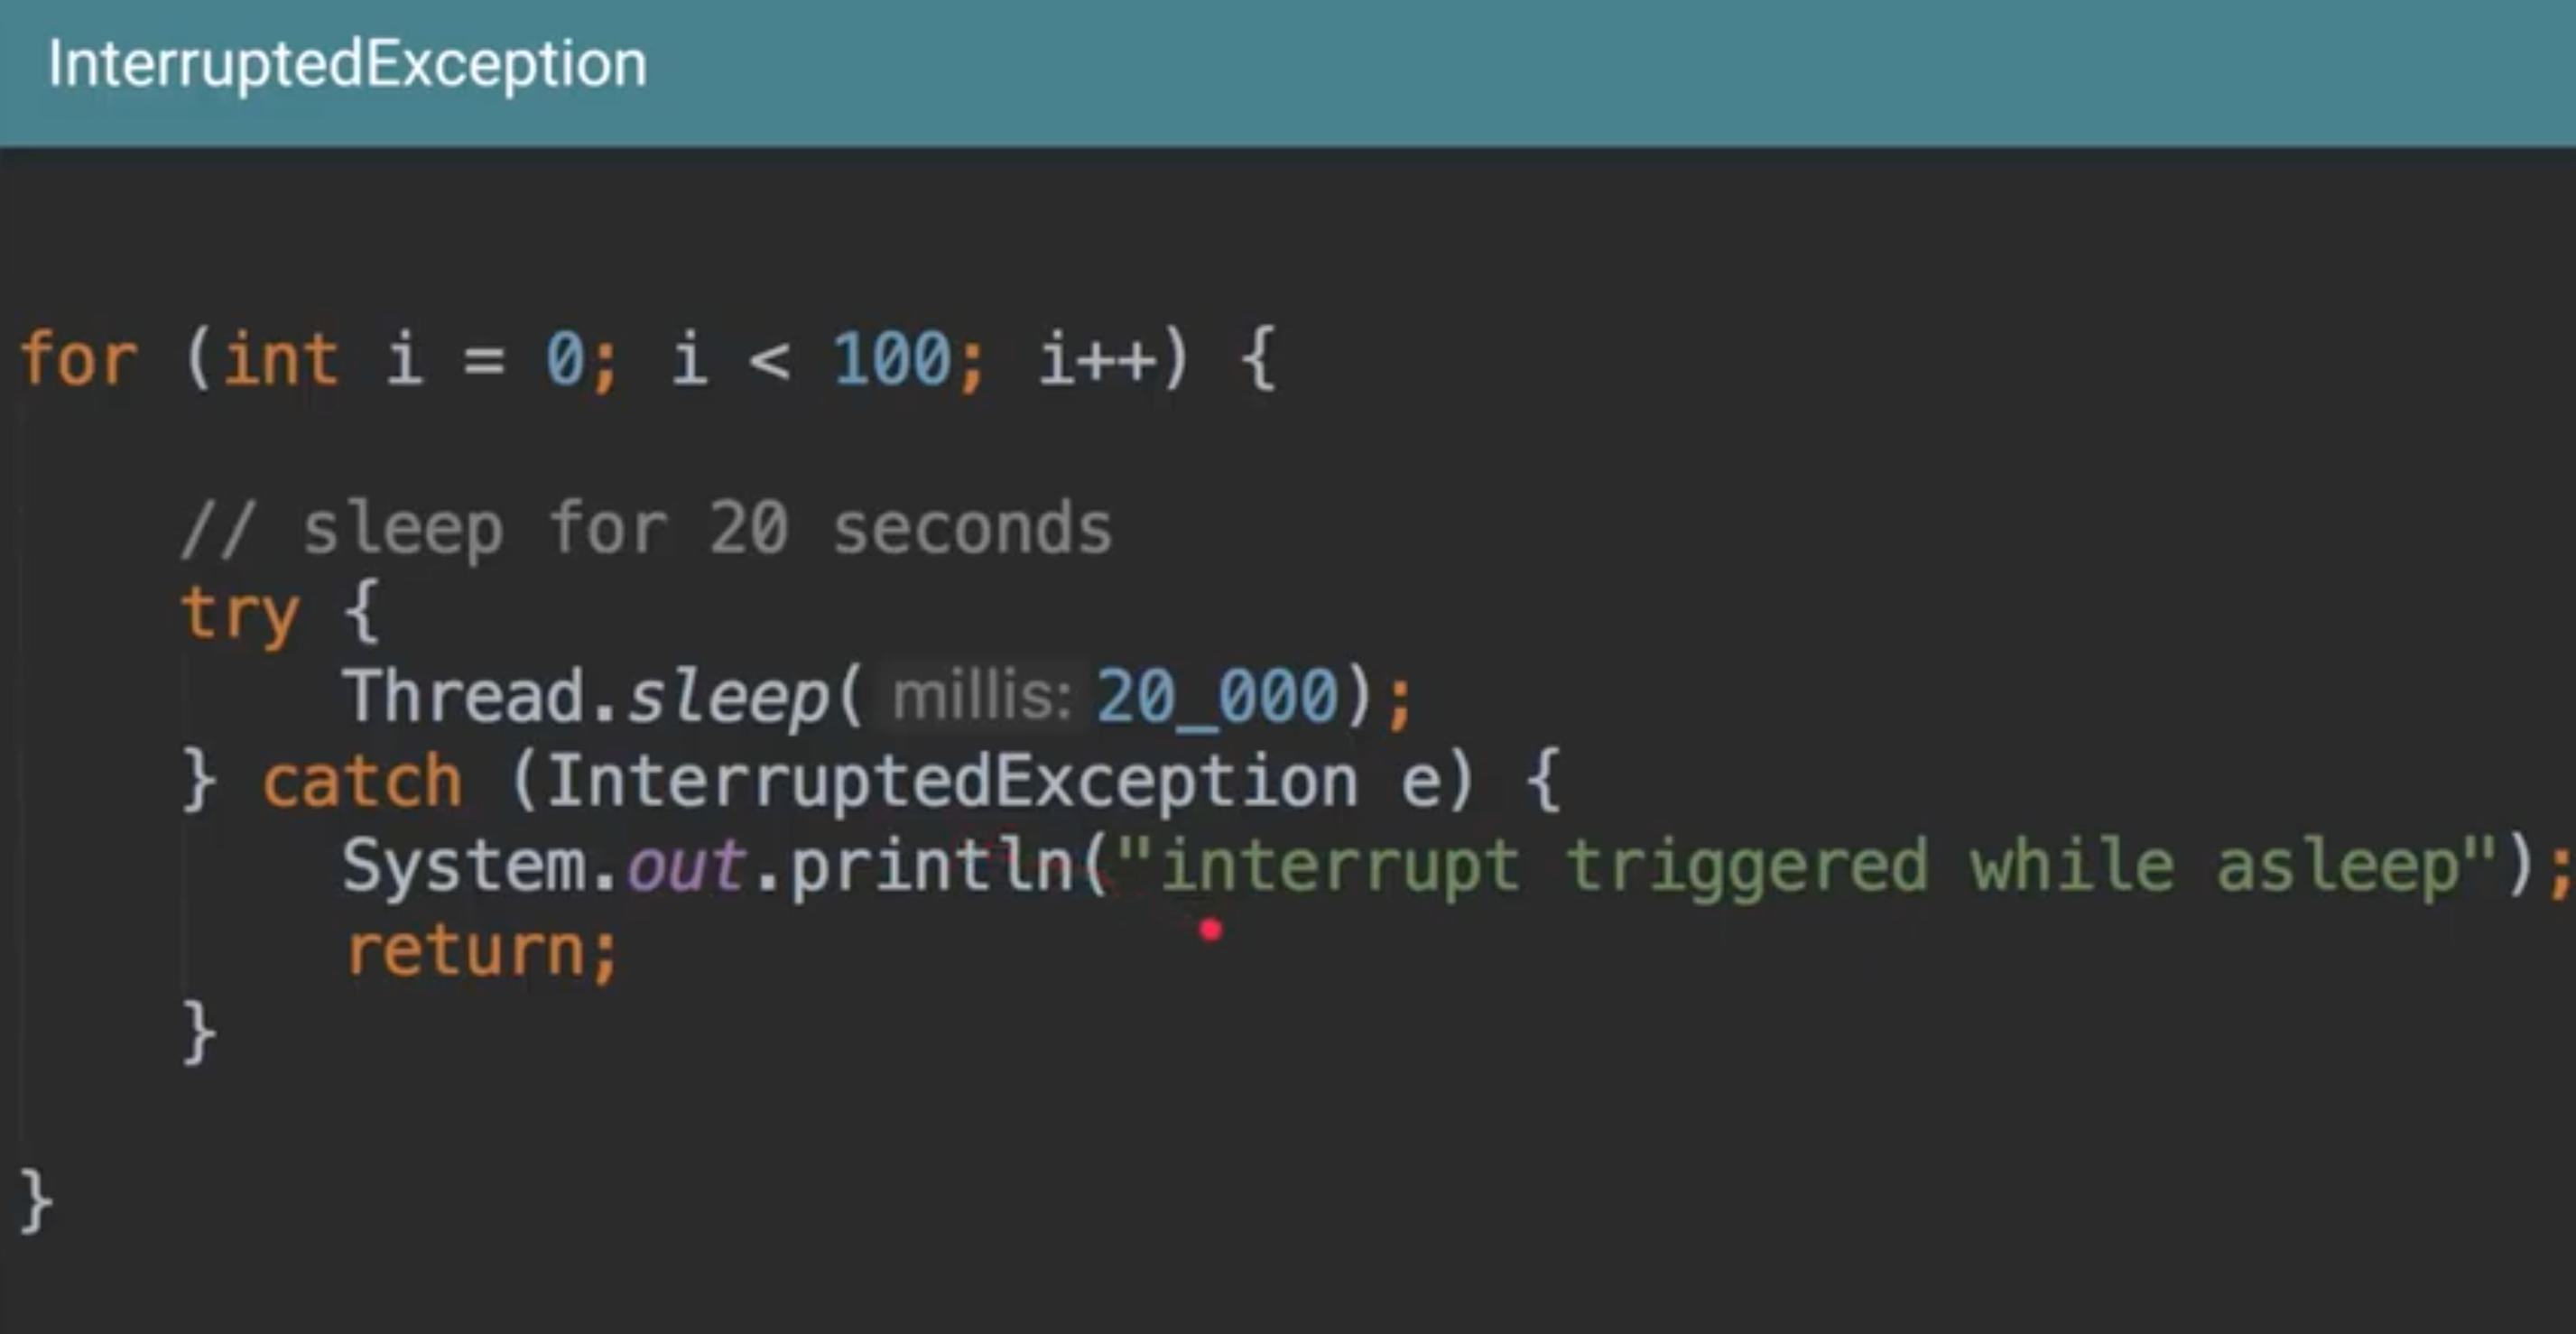 InterruptedException
for (int i = 0; i < 100; i++) {
// sleep for 20 seconds
try {
Thread.sleep( millis: 20_000);
} catch (InterruptedException e) {
System.out.println("interrupt triggered while asleep");
return;
}
}